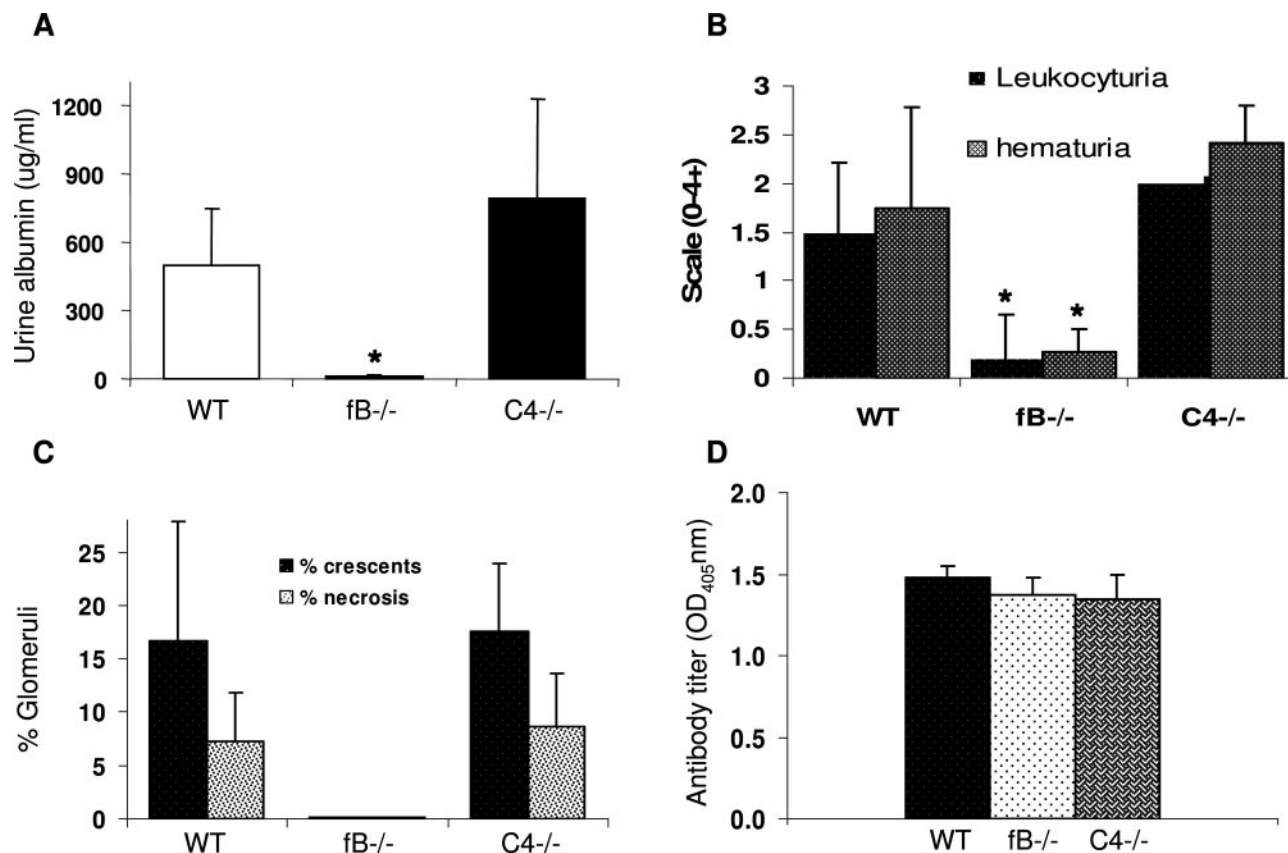 A
Urine albumin (ug/ml)
1200
900
600
300
0
*
WT fB-/- C4-/-
B
Scale (0-4+)
3
2.5
2
1.5
1
0.5
0
Leukocyturia
hematuria
* *
WT fB-/- C4-/-
C
% Glomeruli
25
20
15
10
5
0
% crescents
% necrosis
WT fB-/- C4-/-
D
Antibody titer (OD405nm)
2.0
1.5
1.0
0.5
0.0
WT fB-/- C4-/-